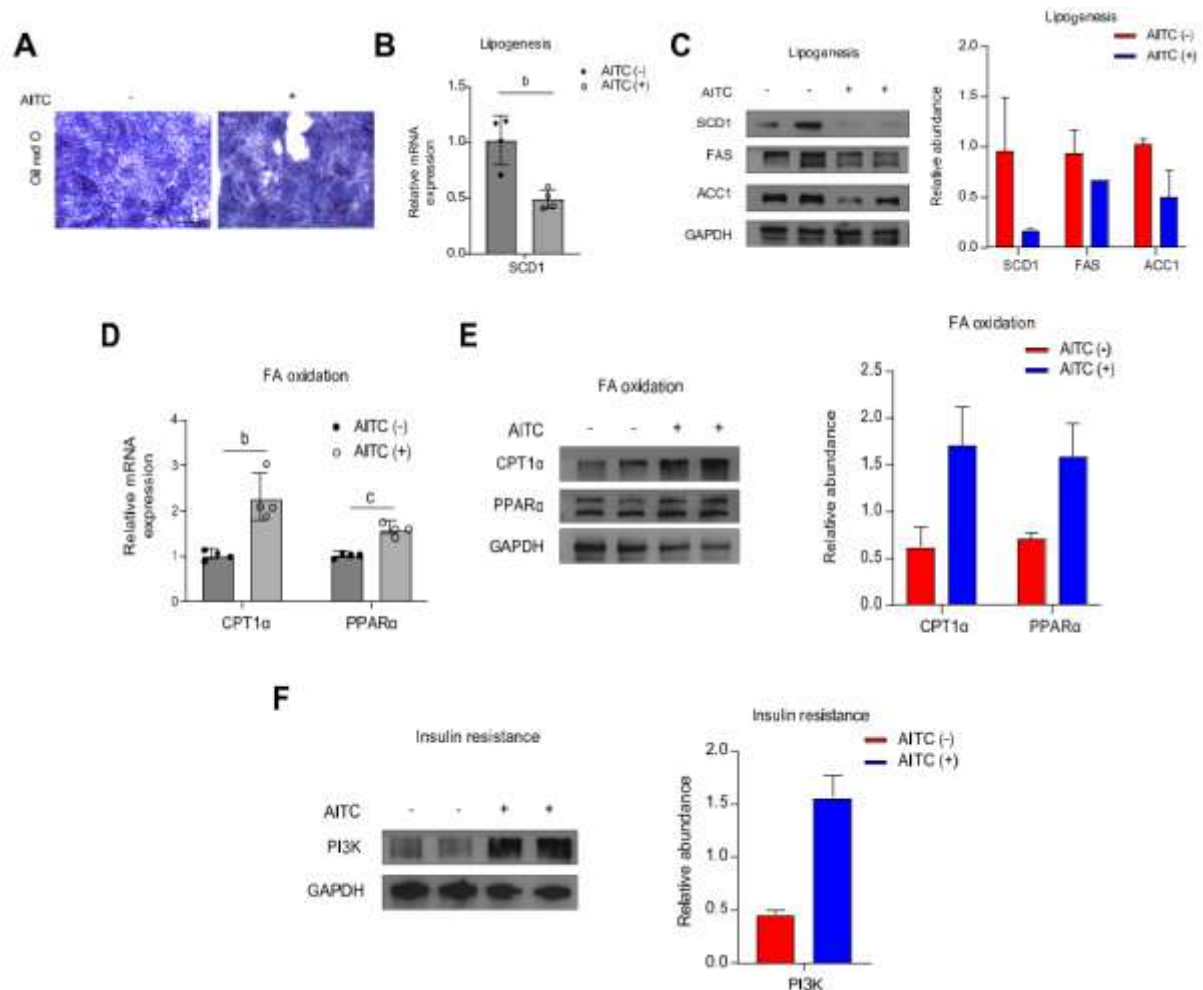 A
AITC - +
Oil red O
B
Lipogenesis
AITC (-)
AITC (+)
b
Relative mRNA
expression
1.5
1.0
0.5
0.0
SCD1
C
Lipogenesis
AITC - - + +
SCD1
FAS
ACC1
GAPDH
Lipogenesis
AITC (-)
AITC (+)
Relative abundance
2.0
1.5
1.0
0.5
0.0
SCD1 FAS ACC1
D
FA oxidation
AITC (-)
AITC (+)
b
c
Relative mRNA
expression
4
3
2
1
0
CPT1α PPARα
E
FA oxidation
AITC - - + +
CPT1α
PPARα
GAPDH
FA oxidation
AITC (-)
AITC (+)
Relative abundance
2.5
2.0
1.5
1.0
0.5
0.0
CPT1α PPARα
F
Insulin resistance
AITC - - + +
PI3K
GAPDH
Insulin resistance
AITC (-)
AITC (+)
Relative abundance
2.0
1.5
1.0
0.5
0.0
PI3K